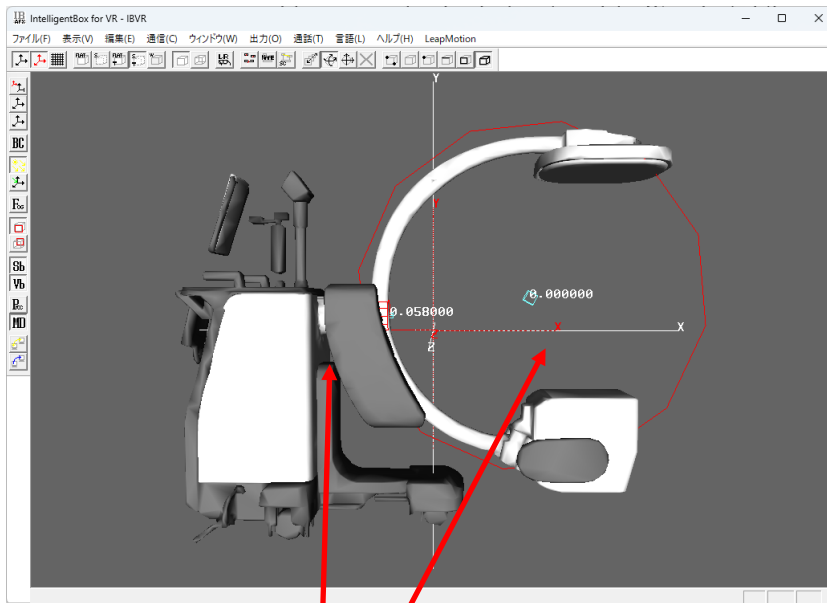 IntelligentBox for VR - IBVR
ファイル(F) 表示(V) 編集(E) 通信(C) ウィンドウ(W) 出力(O) 通話(T) 言語(L) ヘルプ(H) LeapMotion
BC
Sb
Vb
MD
Y
Y
0.000000
0.058000
X
X
Z